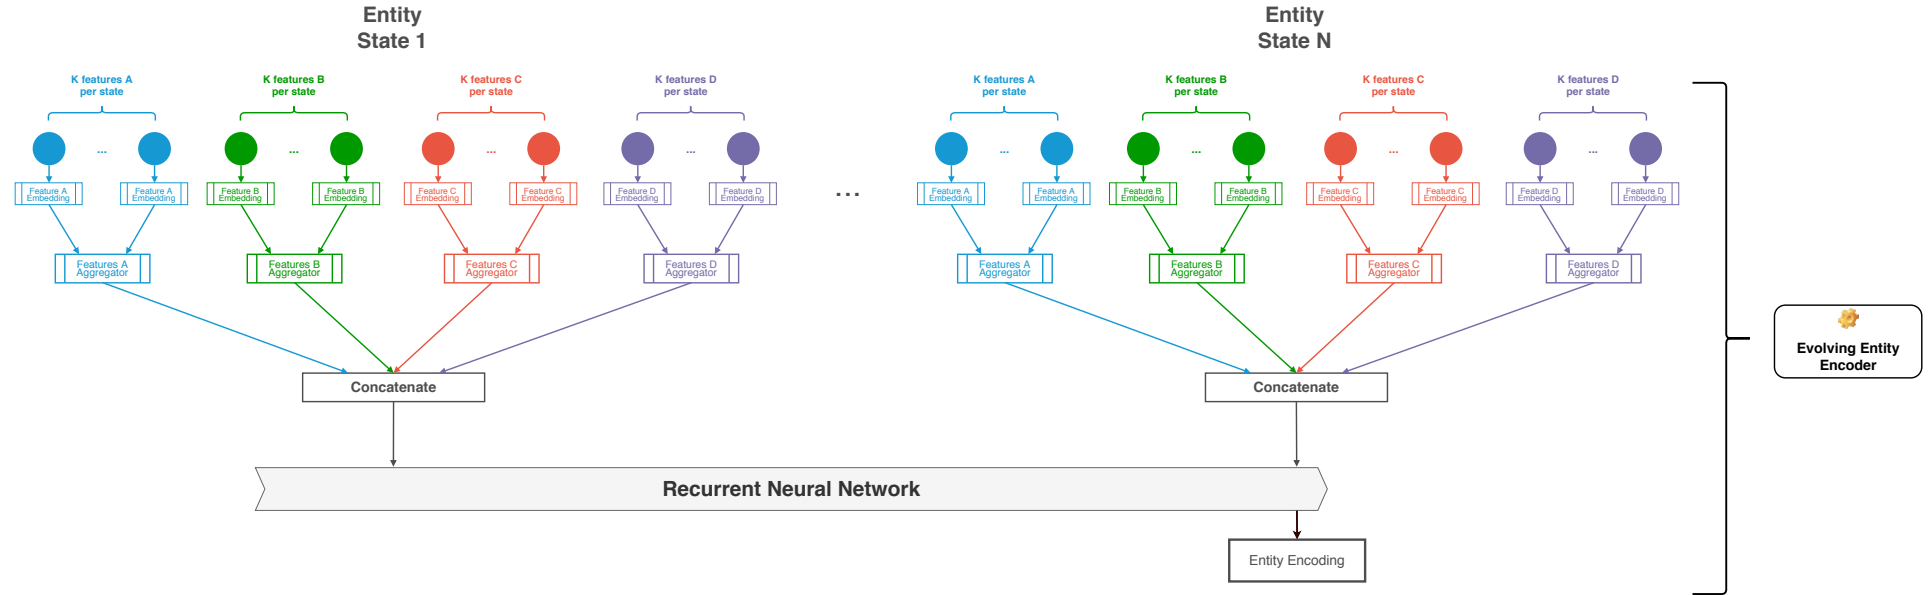 Entity
State 1
Entity
State N
K features A
per state
K features B
per state
K features C
per state
K features D
per state
K features A
per state
K features B
per state
K features C
per state
K features D
per state
...
...
...
...
...
...
...
...
Feature A
Embedding
Feature A
Embedding
Feature B
Embedding
Feature B
Embedding
Feature C
Embedding
Feature C
Embedding
Feature D
Embedding
Feature D
Embedding
...
Feature A
Embedding
Feature A
Embedding
Feature B
Embedding
Feature B
Embedding
Feature C
Embedding
Feature C
Embedding
Feature D
Embedding
Feature D
Embedding
Features A
Aggregator
Features B
Aggregator
Features C
Aggregator
Features D
Aggregator
Features A
Aggregator
Features B
Aggregator
Features C
Aggregator
Features D
Aggregator
Concatenate
Concatenate
Evolving Entity
Encoder
Recurrent Neural Network
Entity Encoding